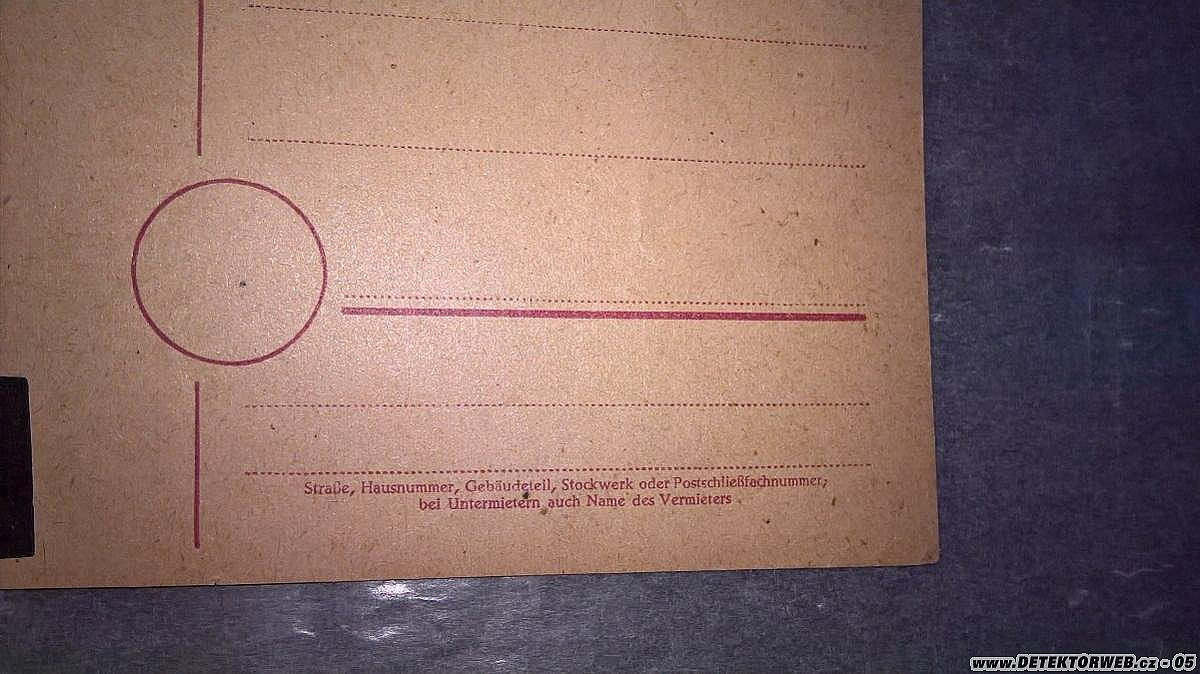 Straße, Hausnummer, Gebäudeteil, Stockwerk oder Postschließfachnummer;
bei Untermietern auch Name des Vermieters
www.DETEKTORWEB.cz - 05